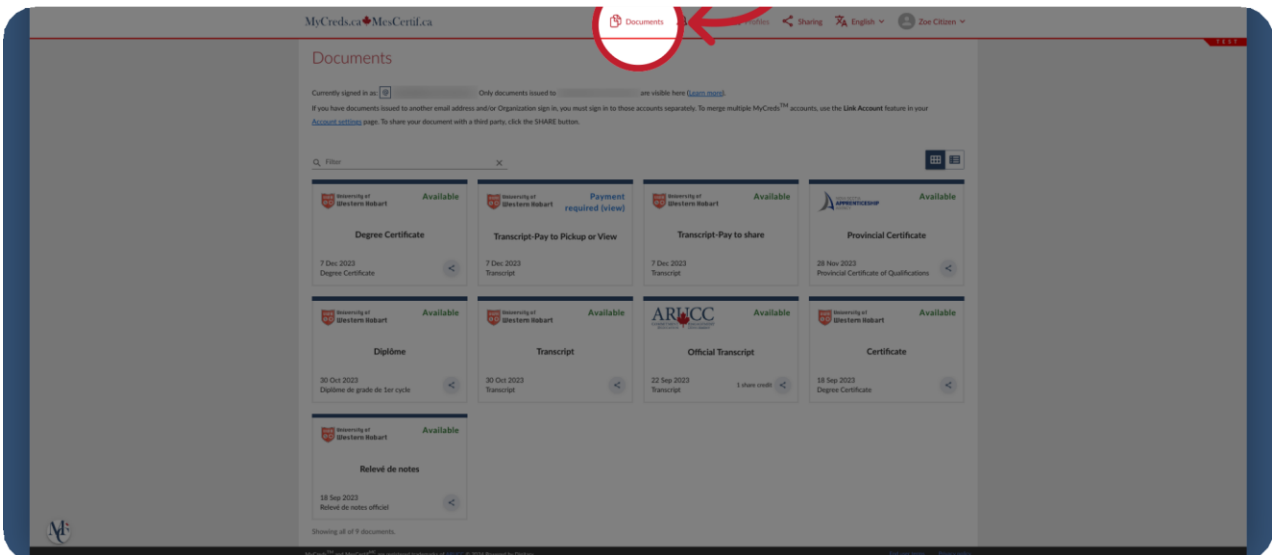 MyCreds.ca MesCertif.ca
Documents
Profiles
Sharing
English
Zoe Citizen
TEST
Documents
Currently signed in as: Only documents issued to are visible here (Learn more).
If you have documents issued to another email address and/or Organization sign in, you must sign in to those accounts separately. To merge multiple MyCreds™ accounts, use the Link Account feature in your
Account settings page. To share your document with a third party, click the SHARE button.
Filter
University of Western Hobart
Available
Degree Certificate
7 Dec 2023
Degree Certificate
University of Western Hobart
Payment required (view)
Transcript-Pay to Pickup or View
7 Dec 2023
Transcript
University of Western Hobart
Available
Transcript-Pay to share
7 Dec 2023
Transcript
APPRENTICESHIP
Available
Provincial Certificate
28 Nov 2023
Provincial Certificate of Qualifications
University of Western Hobart
Available
Diplôme
30 Oct 2023
Diplôme de grade de 1er cycle
University of Western Hobart
Available
Transcript
30 Oct 2023
Transcript
ARUCC
Available
Official Transcript
22 Sep 2023
Transcript
1 share credit
University of Western Hobart
Available
Certificate
18 Sep 2023
Degree Certificate
University of Western Hobart
Available
Relevé de notes
18 Sep 2023
Relevé de notes officiel
Showing all of 9 documents.
MC